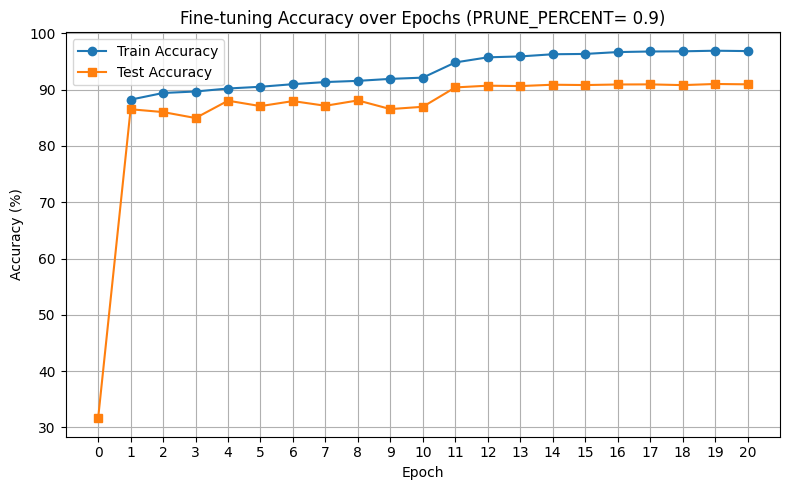 Fine-tuning Accuracy over Epochs (PRUNE_PERCENT= 0.9)
Train Accuracy
Test Accuracy
Accuracy (%)
100
90
80
70
60
50
40
30
0 1 2 3 4 5 6 7 8 9 10 11 12 13 14 15 16 17 18 19 20
Epoch